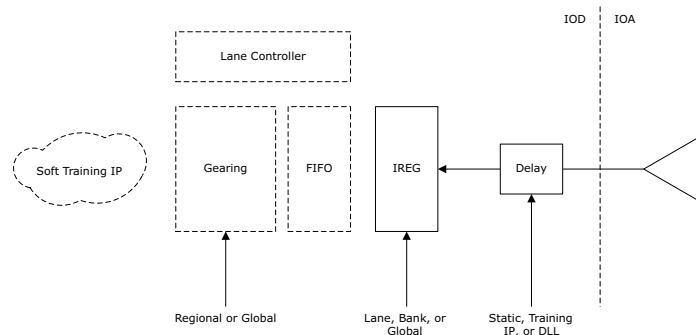 IOD
IOA
Lane Controller
Soft Training IP
Gearing
FIFO
IREG
Delay
Regional or Global
Lane, Bank, or
Global
Static, Training
IP, or DLL